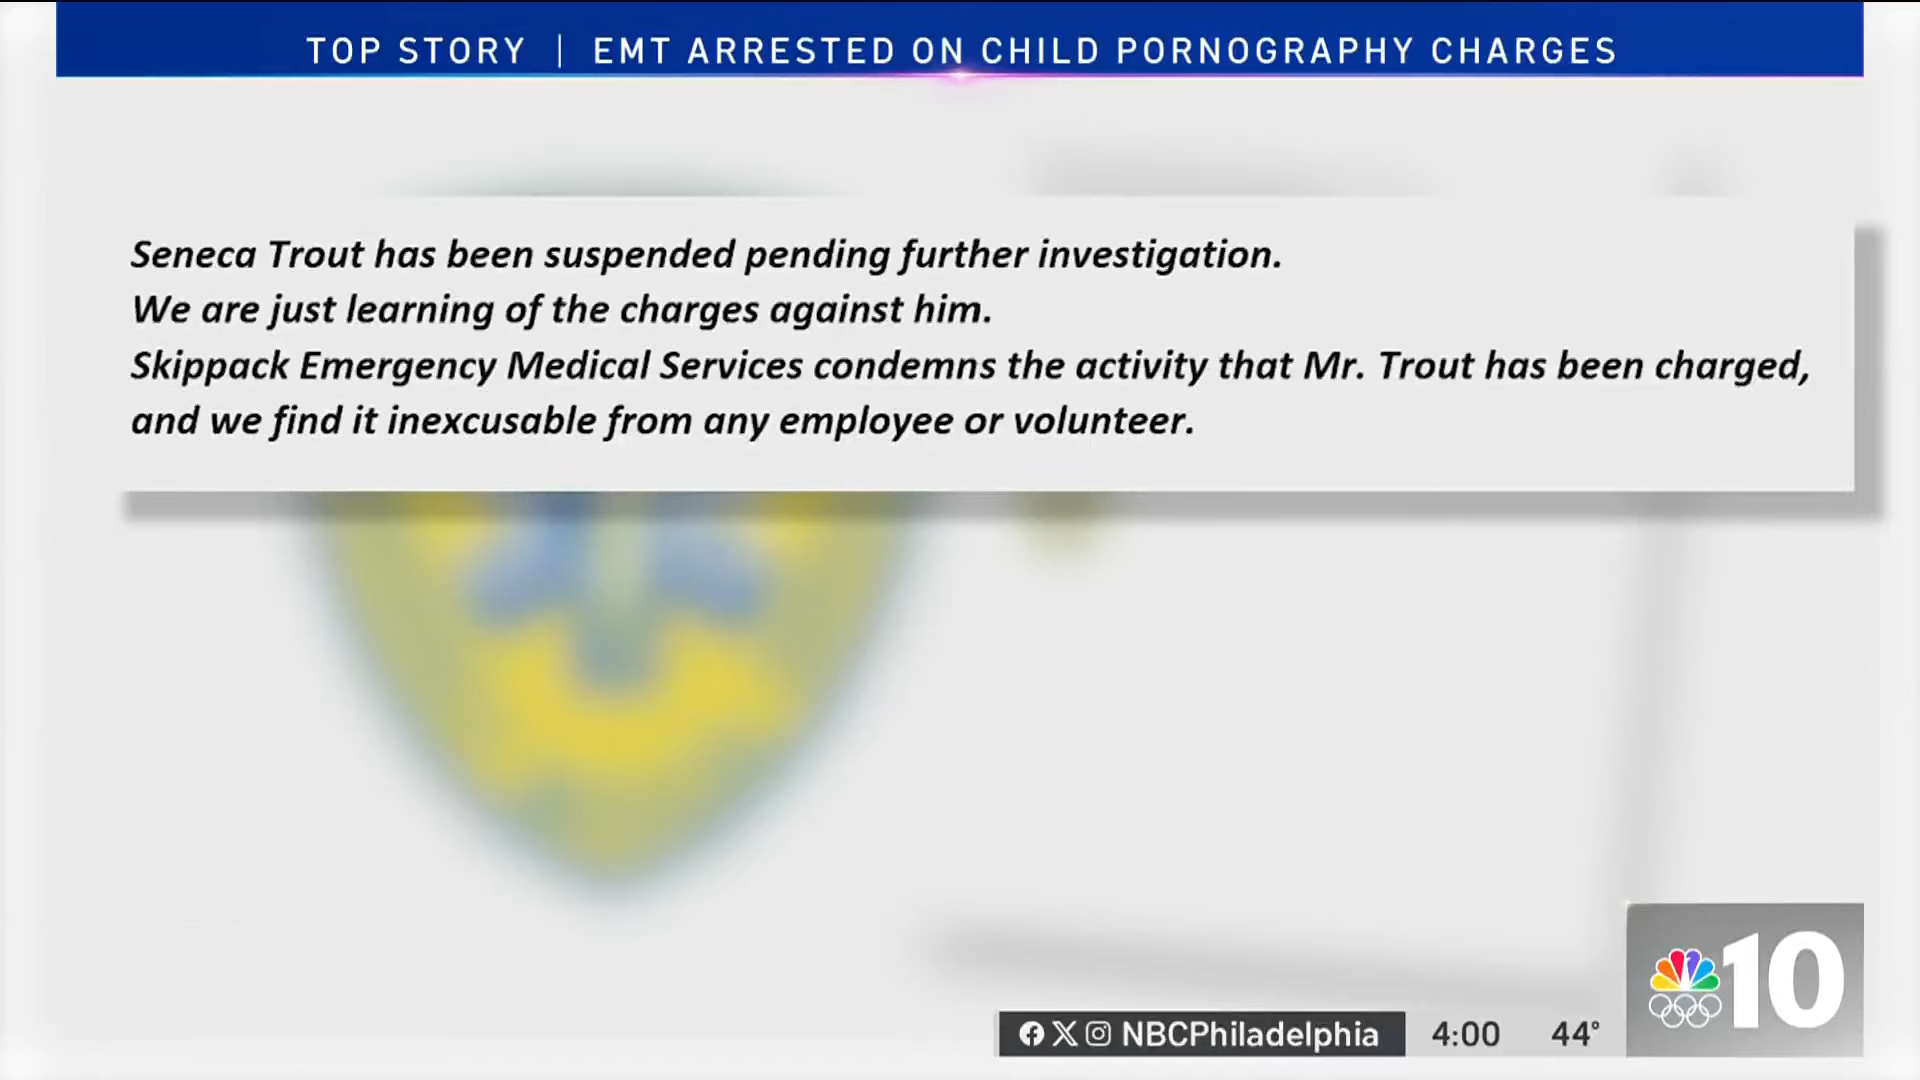 TOP STORY | EMT ARRESTED ON CHILD PORNOGRAPHY CHARGES
Seneca Trout has been suspended pending further investigation.
We are just learning of the charges against him.
Skippack Emergency Medical Services condemns the activity that Mr. Trout has been charged,
and we find it inexcusable from any employee or volunteer.
10
NBCPhiladelphia 4:00 44°